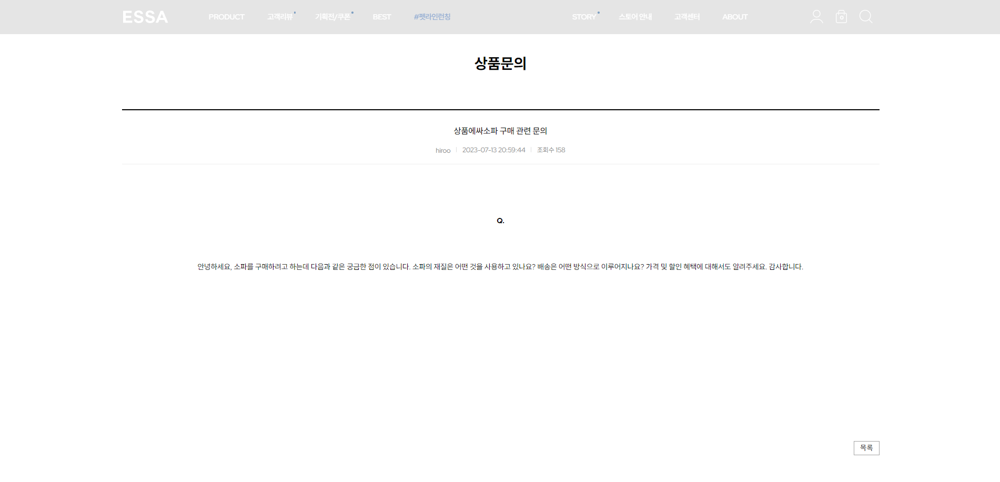 ESSA PRODUCT 고객리뷰 기획전/쿠폰 BEST #펫라인런칭 STORY 스토어 안내 고객센터 ABOUT 0
상품문의
상품에싸소파 구매 관련 문의
hiroo 2023-07-13 20:59:44 조회수 158
Q.
안녕하세요, 소파를 구매하려고 하는데 다음과 같은 궁금한 점이 있습니다. 소파의 재질은 어떤 것을 사용하고 있나요? 배송은 어떤 방식으로 이루어지나요? 가격 및 할인 혜택에 대해서도 알려주세요. 감사합니다.
목록